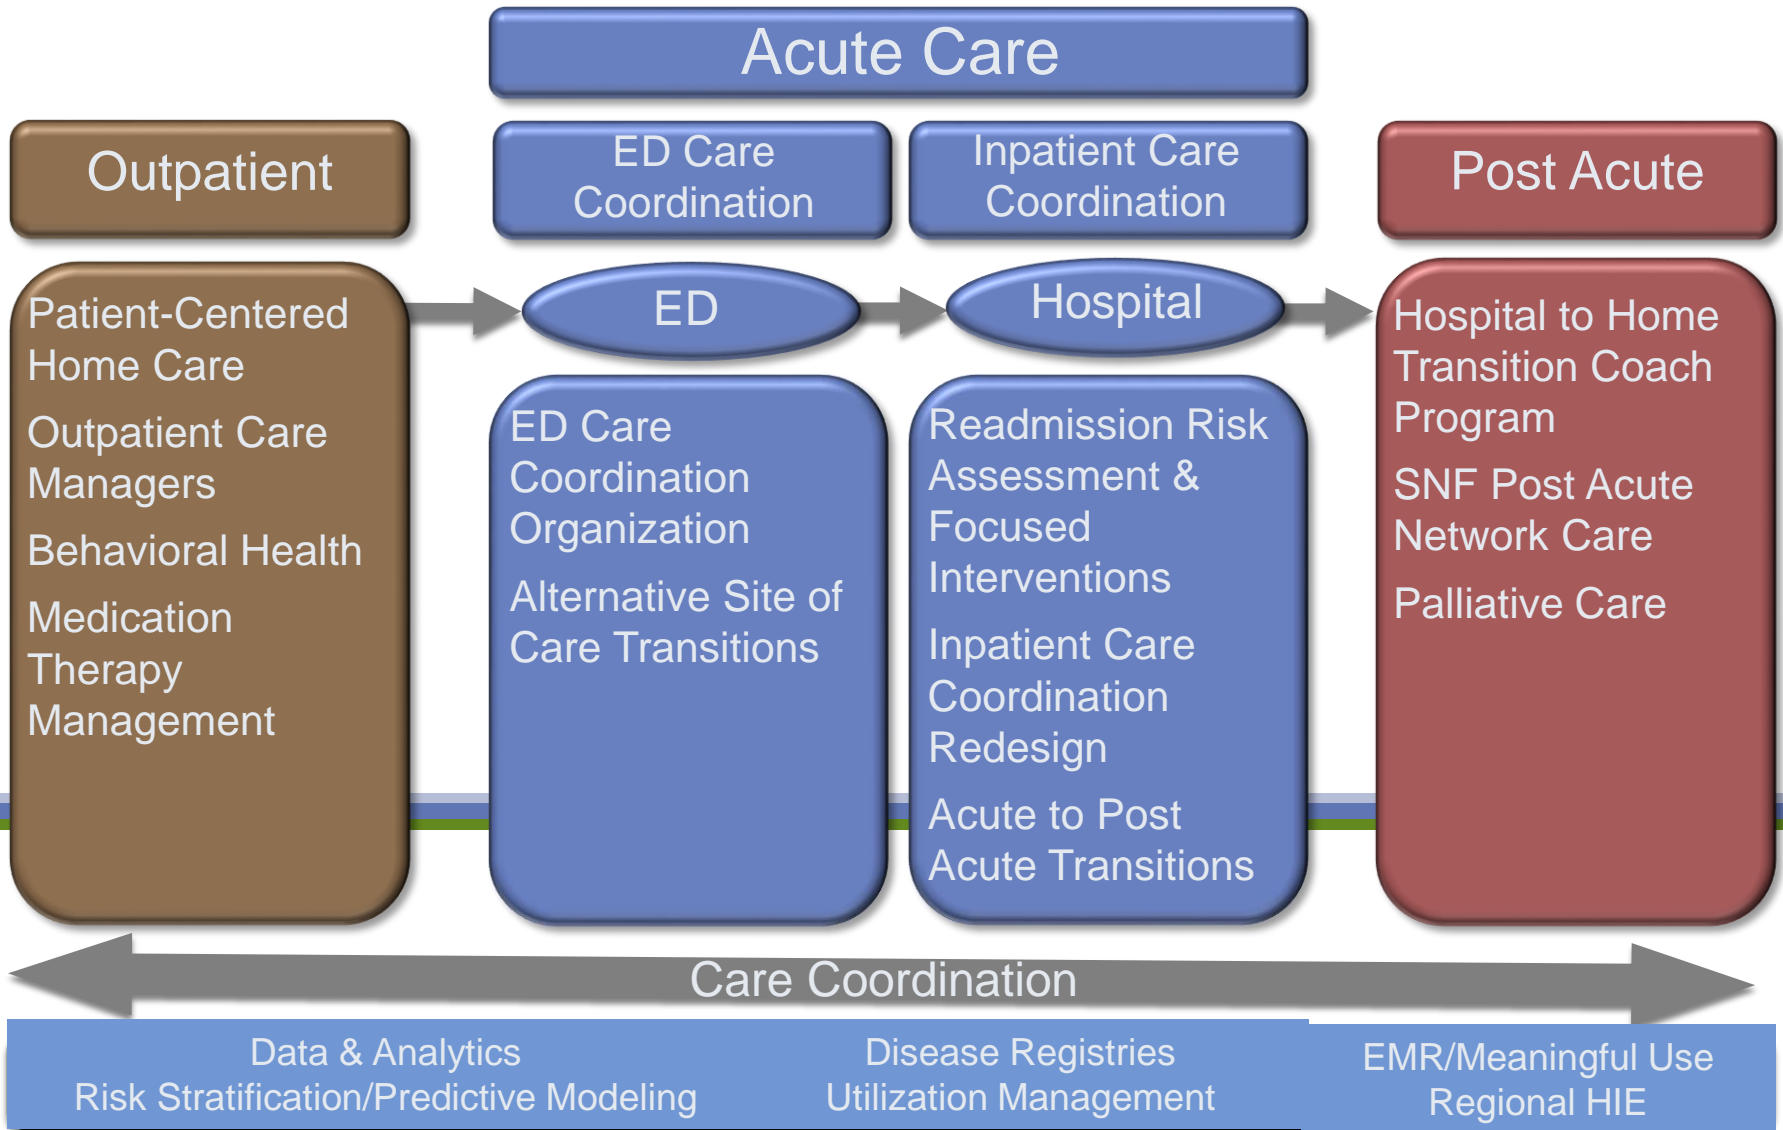 Acute Care
Outpatient
ED Care
Coordination
Inpatient Care
Coordination
Post Acute
Patient-Centered
Home Care
Outpatient Care
Managers
Behavioral Health
Medication
Therapy
Management
ED
ED Care
Coordination
Organization
Alternative Site of
Care Transitions
Hospital
Readmission Risk
Assessment &
Focused
Interventions
Inpatient Care
Coordination
Redesign
Acute to Post
Acute Transitions
Hospital to Home
Transition Coach
Program
SNF Post Acute
Network Care
Palliative Care
Care Coordination
Data & Analytics
Risk Stratification/Predictive Modeling
Disease Registries
Utilization Management
EMR/Meaningful Use
Regional HIE